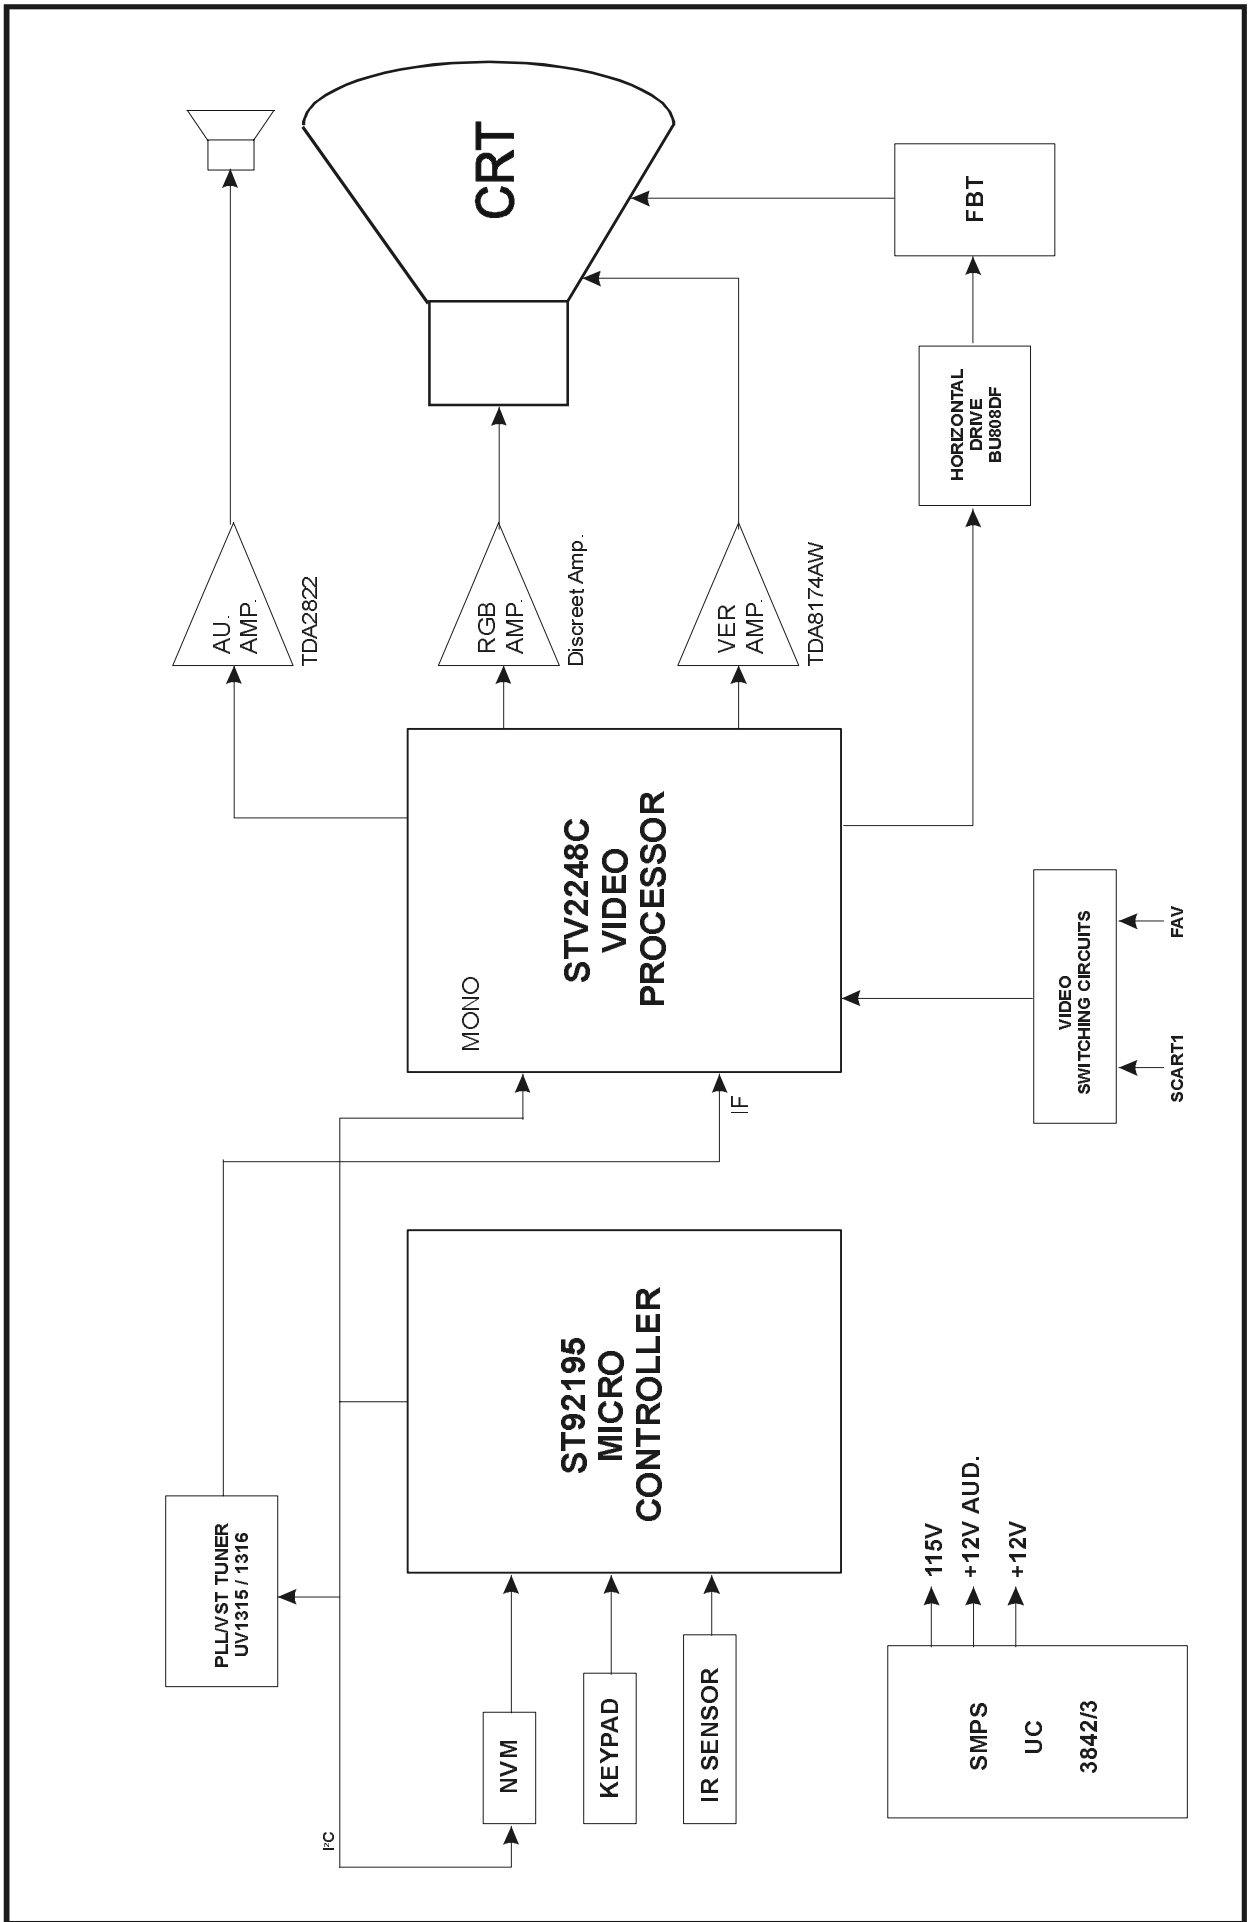 PLL/VST TUNER
UV1315 / 1316
I²C
NVM
KEYPAD
IR SENSOR
ST92195
MICRO
CONTROLLER
SMPS
UC
3842/3
115V
+12V AUD.
+12V
IF
MONO
STV2248C
VIDEO
PROCESSOR
VIDEO
SWITCHING CIRCUITS
SCART1
FAV
AU.
AMP.
TDA2822
RGB
AMP.
Discreet Amp.
VER
AMP.
TDA8174AW
HORIZONTAL
DRIVE
BU808DF
FBT
CRT